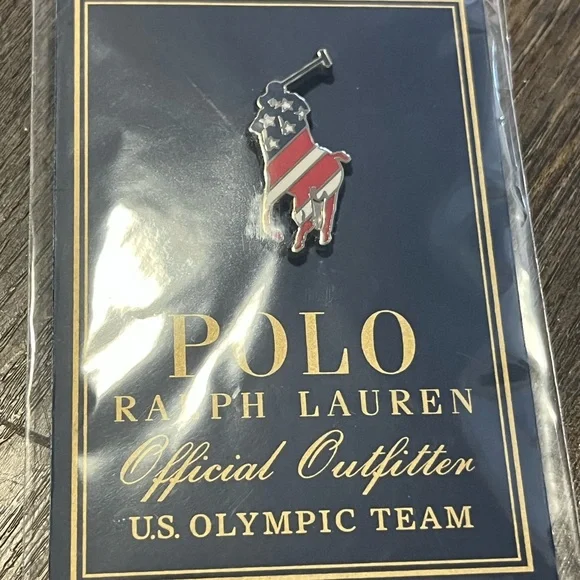 POLO
RALPH LAUREN
Official Outfitter
U.S. OLYMPIC TEAM